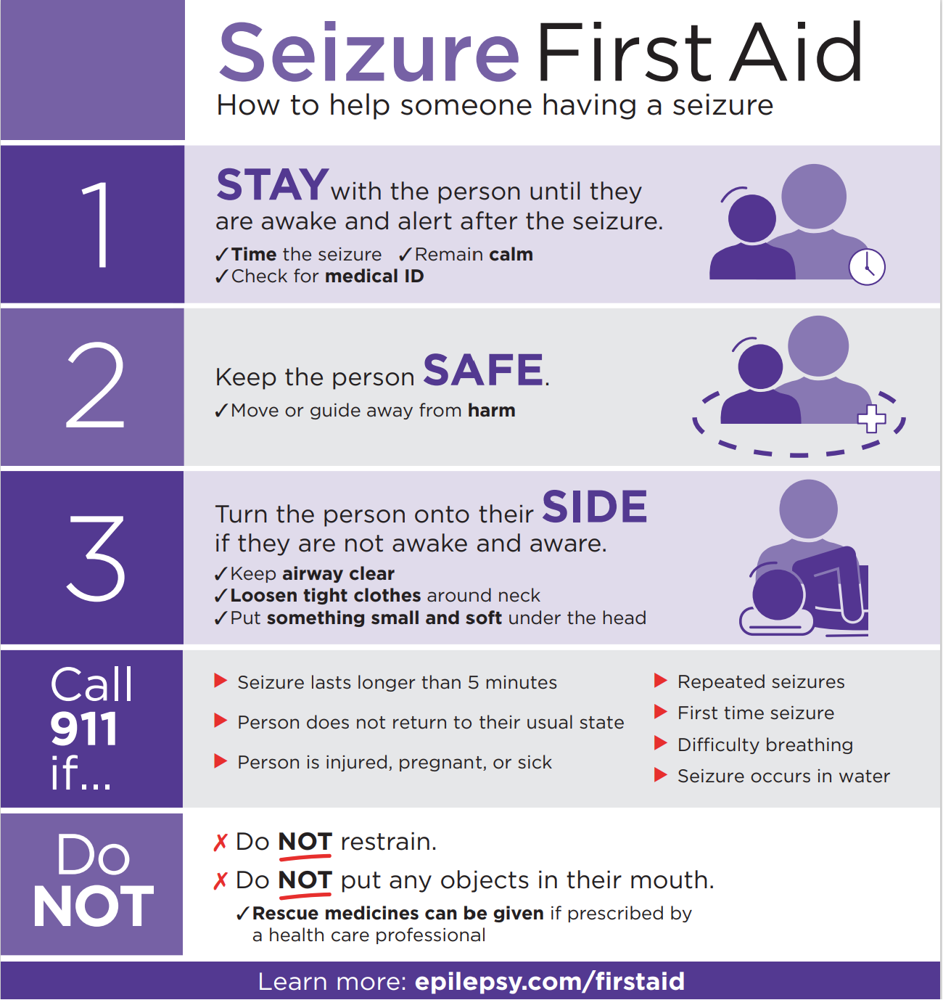 Seizure First Aid
How to help someone having a seizure
1
STAY with the person until they
are awake and alert after the seizure.
✓Time the seizure ✓Remain calm
✓Check for medical ID
2
Keep the person SAFE.
✓Move or guide away from harm
3
Turn the person onto their SIDE
if they are not awake and aware.
✓Keep airway clear
✓Loosen tight clothes around neck
✓Put something small and soft under the head
Call
911
if...
Seizure lasts longer than 5 minutes
Person does not return to their usual state
Person is injured, pregnant, or sick
Repeated seizures
First time seizure
Difficulty breathing
Seizure occurs in water
Do
NOT
✗ Do NOT restrain.
✗ Do NOT put any objects in their mouth.
✓Rescue medicines can be given if prescribed by
a health care professional
Learn more: epilepsy.com/firstaid